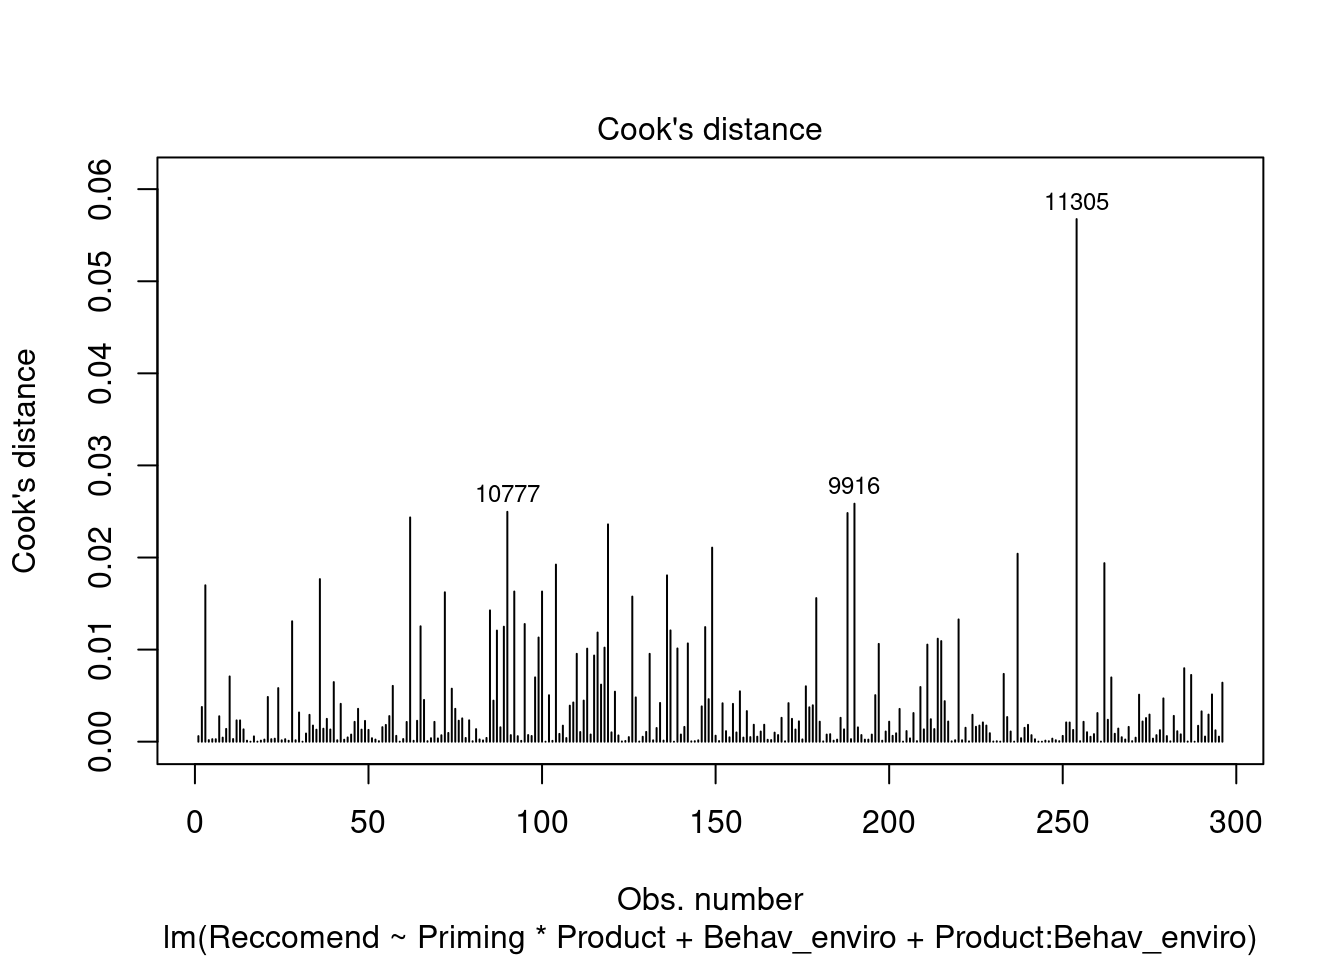 Cook's distance
0.06
0.05
0.04
0.03
0.02
0.01
0.00
Cook's distance
11305
10777
9916
0 50 100 150 200 250 300
Obs. number
lm(Reccomend ~ Priming * Product + Behav_enviro + Product:Behav_enviro)